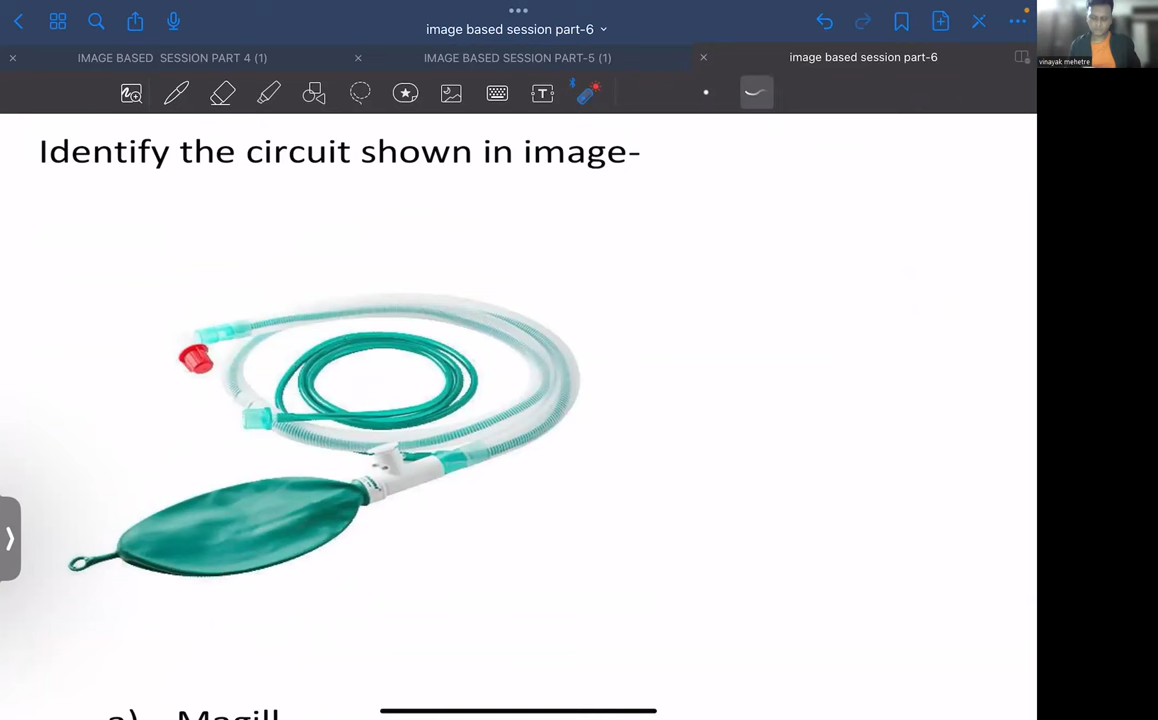 image based session part-6
IMAGE BASED SESSION PART 4 (1)
IMAGE BASED SESSION PART-5 (1)
image based session part-6
vinayak mehetre
Identify the circuit shown in image-
a) Magill